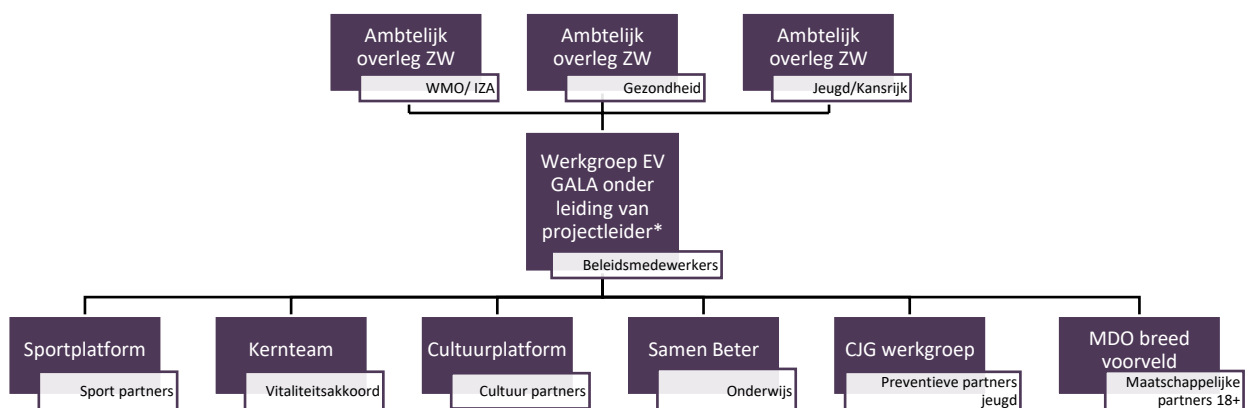 Ambtelijk
overleg ZW
WMO/ IZA
Ambtelijk
overleg ZW
Gezondheid
Ambtelijk
overleg ZW
Jeugd/Kansrijk
Werkgroep EV
GALA onder
leiding van
projectleider*
Beleidsmedewerkers
Sportplatform
Sport partners
Kernteam
Vitaliteitsakkoord
Cultuurplatform
Cultuur partners
Samen Beter
Onderwijs
CJG werkgroep
Preventieve partners
jeugd
MDO breed
voorveld
Maatschappelijke
partners 18+